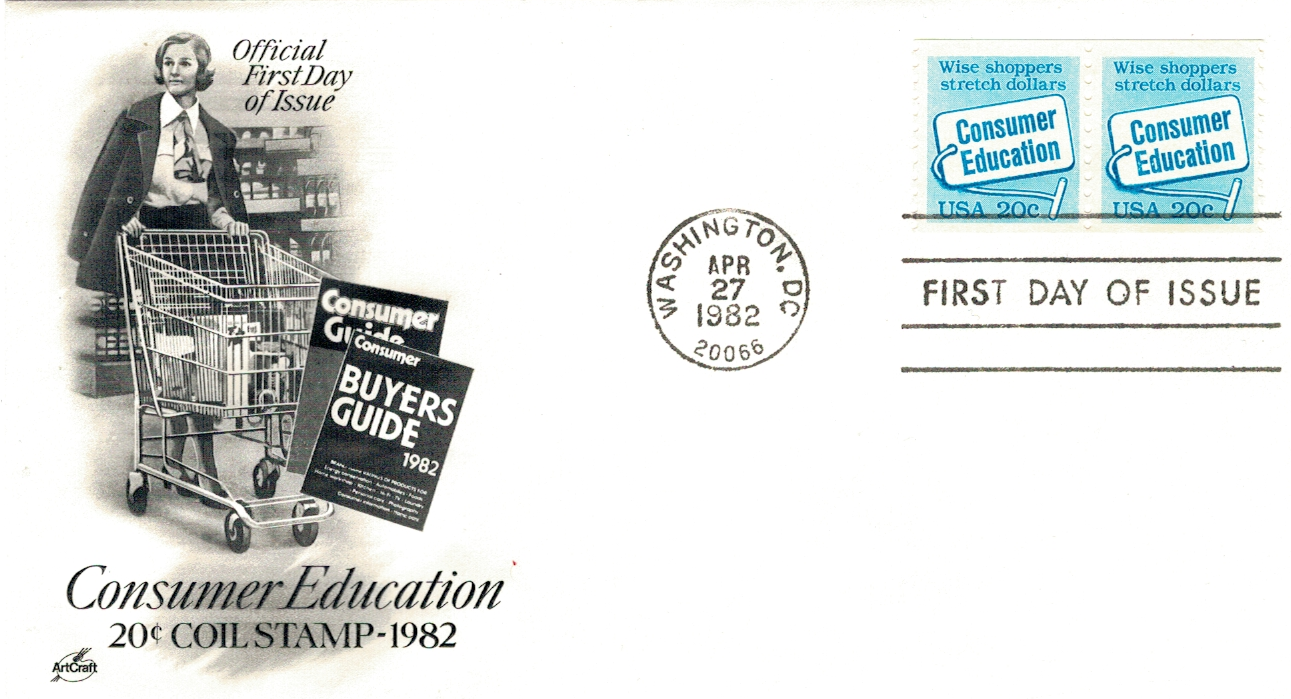 Official
First Day
of Issue
Consumer
Guide
Consumer
BUYERS
GUIDE
1982
Consumer Education
20¢ COIL STAMP-1982
ArtCraft
WASHINGTON, DC
APR
27
1982
20066
Wise shoppers
stretch dollars
Consumer
Education
USA 20c
Wise shoppers
stretch dollars
Consumer
Education
USA 20c
FIRST DAY OF ISSUE